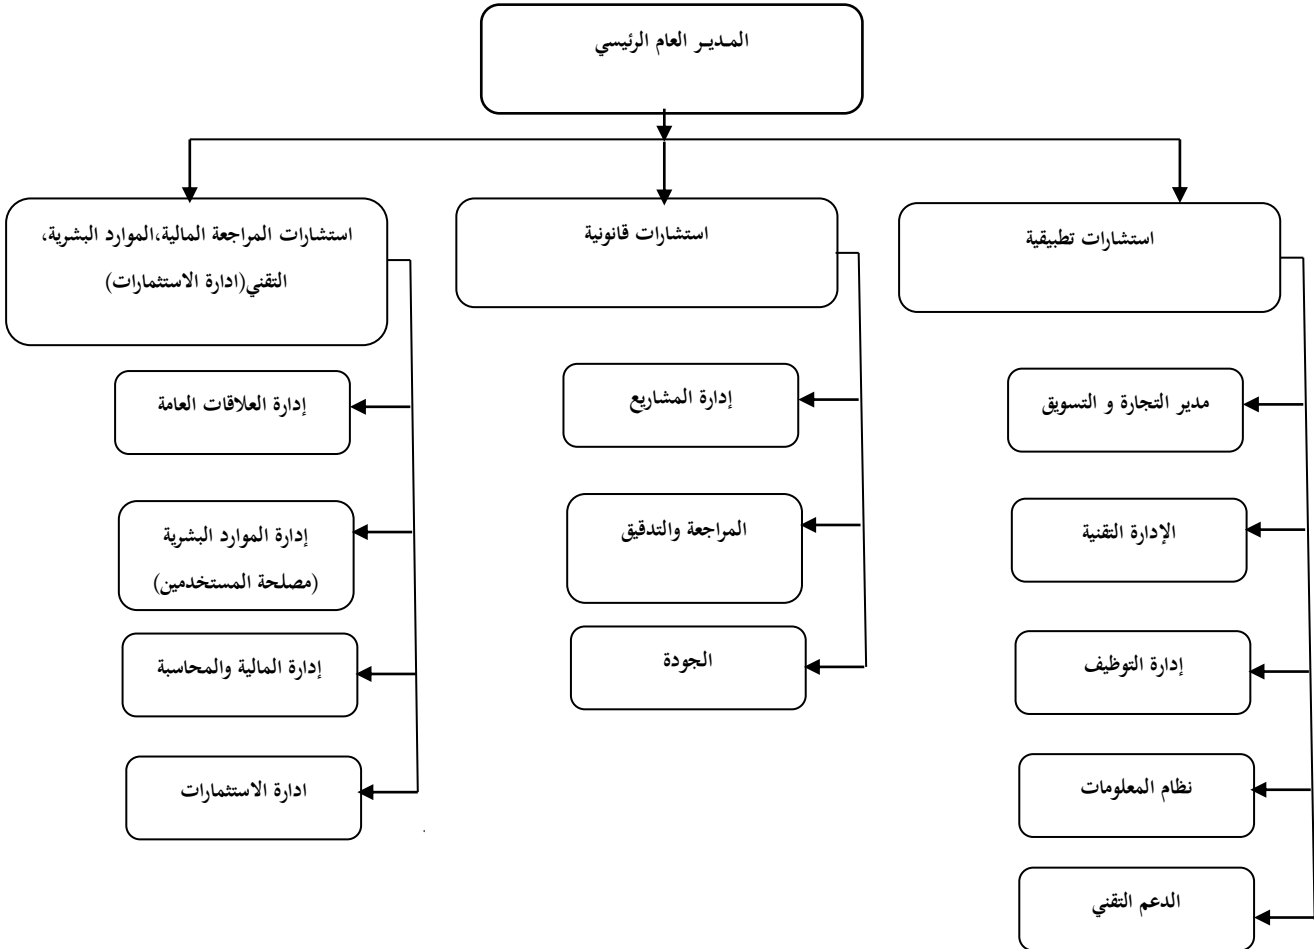 المـديـر العام الرئيسي
استشارات تطبيقية
استشارات قانونية
استشارات المراجعة المالية،الموارد البشرية،
التقني(ادارة الاستثمارات)
مدير التجارة و التسويق
الإدارة التقنية
إدارة التوظيف
نظام المعلومات
الدعم التقني
إدارة المشاريع
المراجعة والتدقيق
الجودة
إدارة العلاقات العامة
إدارة الموارد البشرية
(مصلحة المستخدمين)
إدارة المالية والمحاسبة
ادارة الاستثمارات